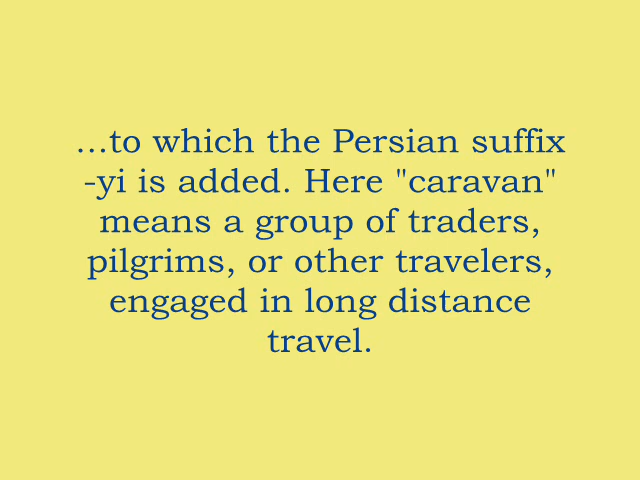 ...to which the Persian suffix
-yi is added. Here "caravan"
means a group of traders,
pilgrims, or other travelers,
engaged in long distance
travel.